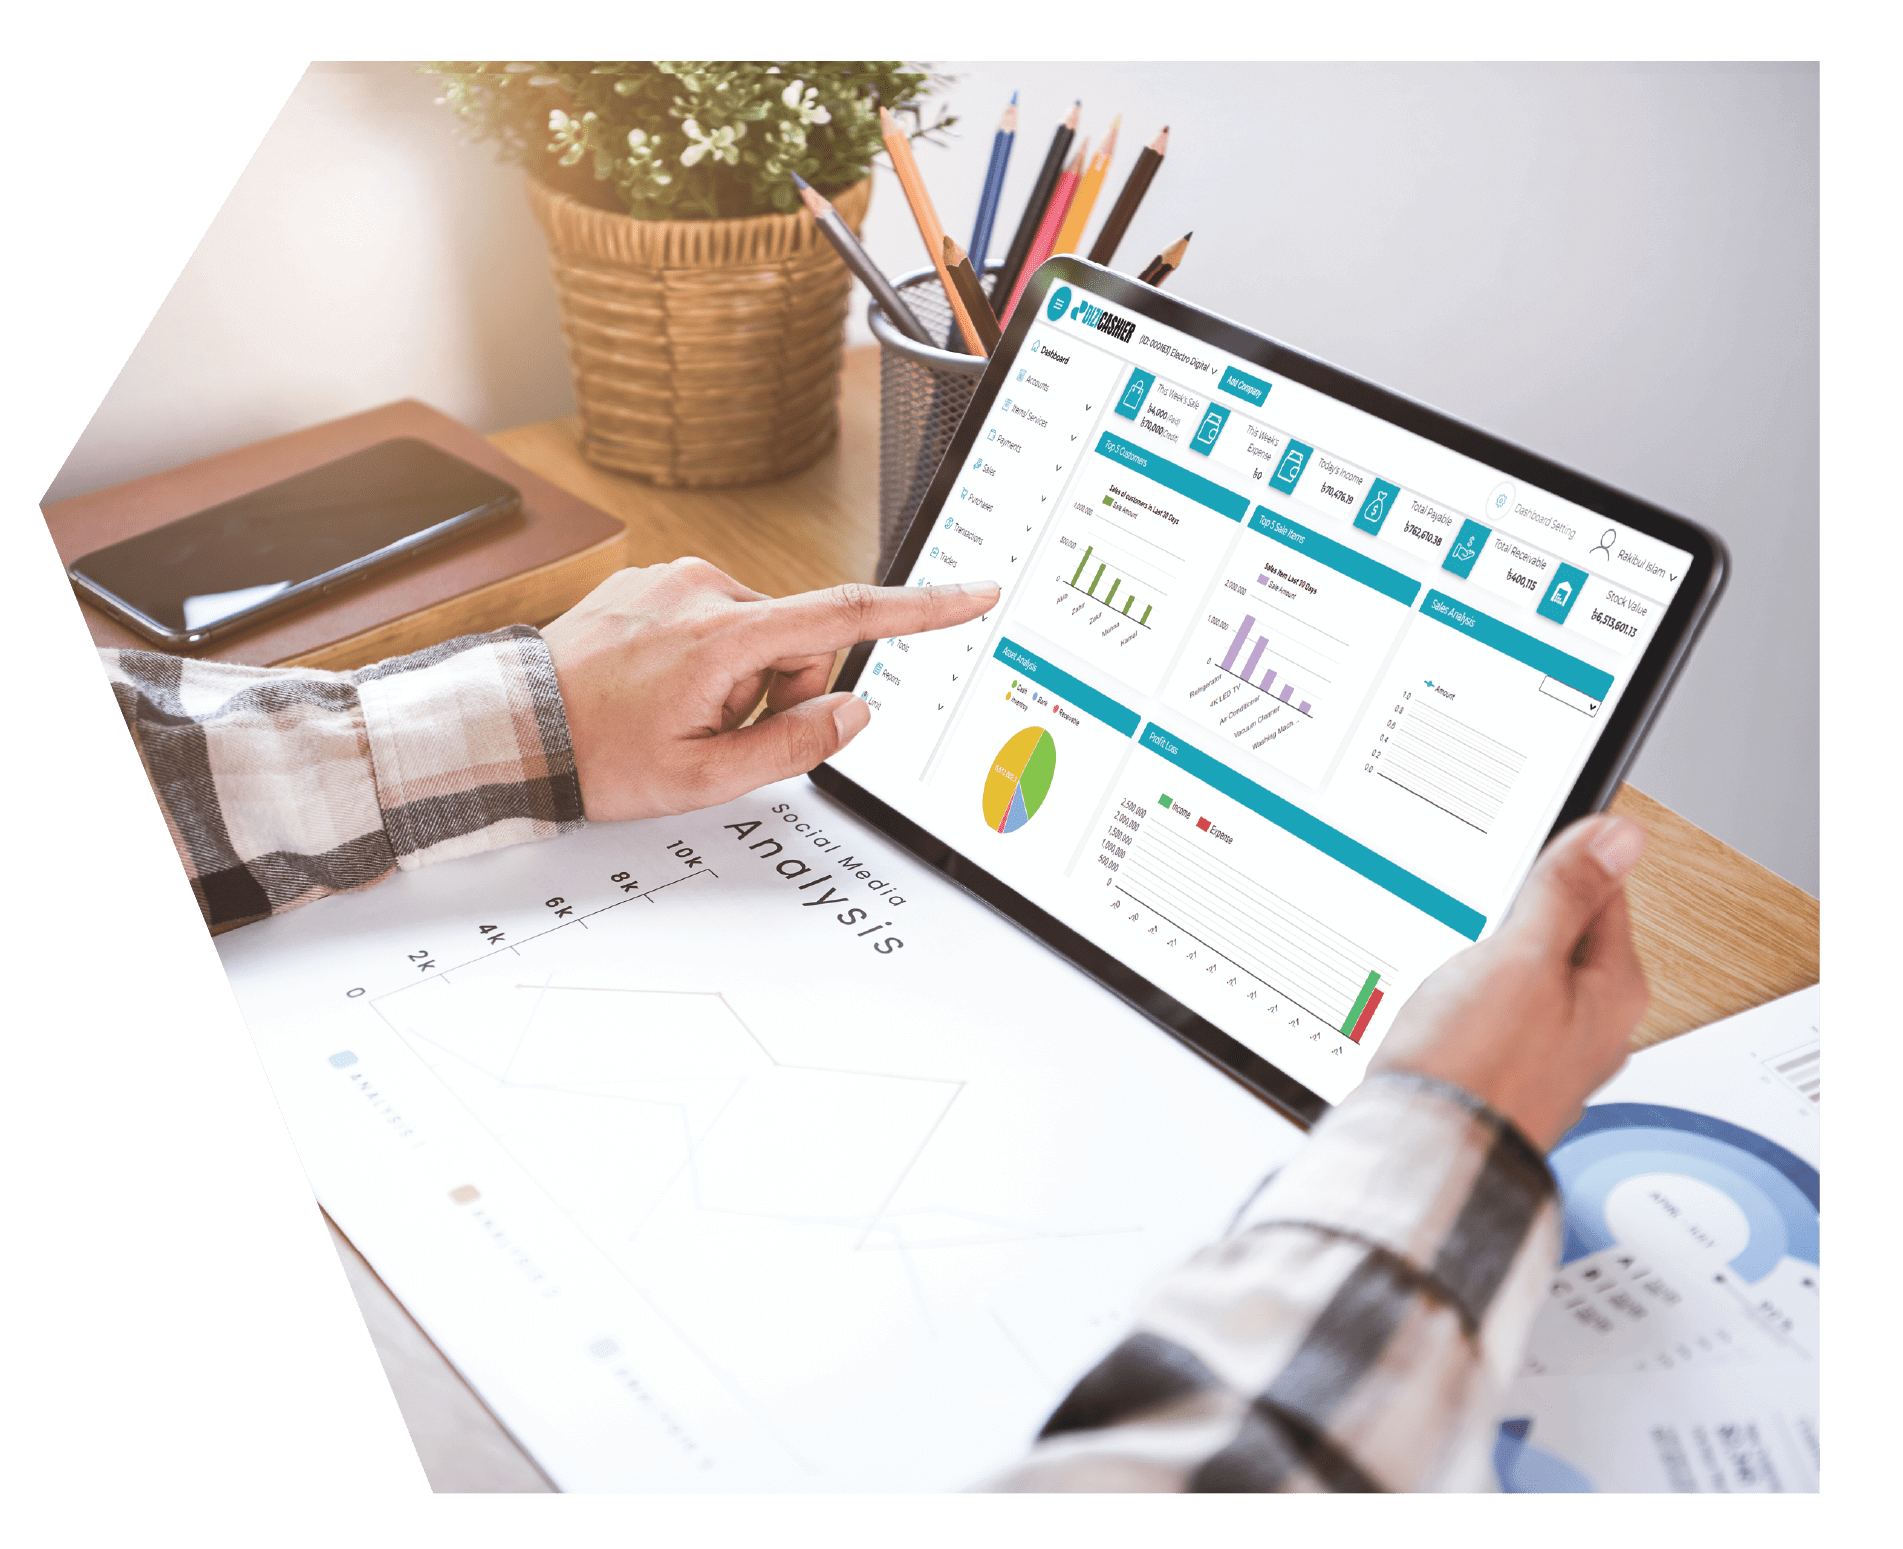 BIZICASHIER
(ID: 000163) Electro Digital
Add Company
Dashboard Setting
Rakibul Islam
Dashboard
Accounts
Items/ Services
Payments
Sales
Purchases
Transactions
Traders
Tools
Reports
Limit
This Week's Sale
৳4,000 (Paid)
৳70,000(Credit)
This Week's
Expense
৳0
Today's Income
৳70,476.19
Total Payable
৳762,610.38
Total Receivable
৳400,115
Stock Value
৳6,513,601.13
Top 5 Customers
Sales of customers in Last 30 Days
Sale Amount
1,000,000
500,000
0
Zakir
Munna
Kamal
Top 5 Sale Items
Sales Item Last 30 Days
Sale Amount
2,000,000
1,000,000
0
Refrigerator
4K LED TV
Air Conditioner
Vacuum Cleaner
Washing Mach...
Sales Analysis
Amount
1.0
0.8
0.6
0.4
0.2
0.0
Asset Analysis
Cash
Bank
Inventory
Receivable
Profit Loss
Income
Expense
2,500,000
2,000,000
1,500,000
1,000,000
500,000
0
Social Media
Analysis
10k
8k
6k
4k
2k
0
ANALYSIS 1
ANALYSIS 2